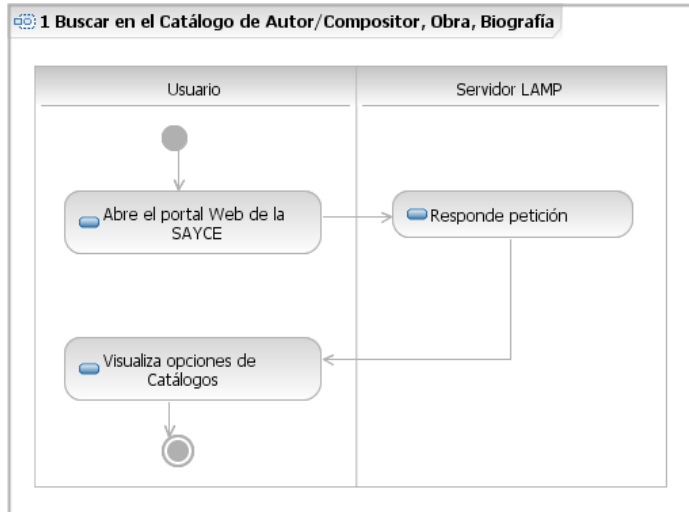 1 Buscar en el Catálogo de Autor/Compositor, Obra, Biografía
Usuario
Servidor LAMP
Abre el portal Web de la
SAYCE
Responde petición
Visualiza opciones de
Catálogos